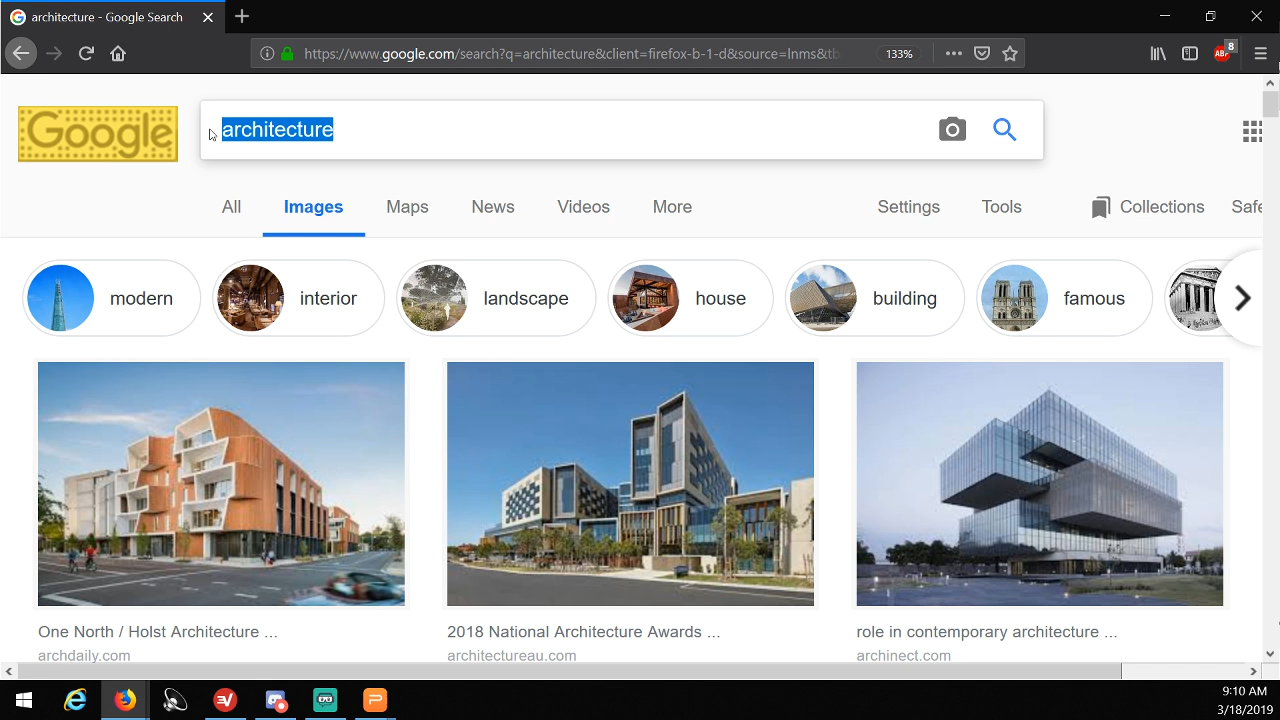 architecture - Google Search
https://www.google.com/search?q=architecture&client=firefox-b-1-d&source=lnms&tb
133%
ABP
8
Google
architecture
All
Images
Maps
News
Videos
More
Settings
Tools
Collections
Safe
modern
interior
landscape
house
building
famous
One North / Holst Architecture ...
archdaily.com
2018 National Architecture Awards ...
architectureau.com
role in contemporary architecture ...
archinect.com
9:10 AM
3/18/2019